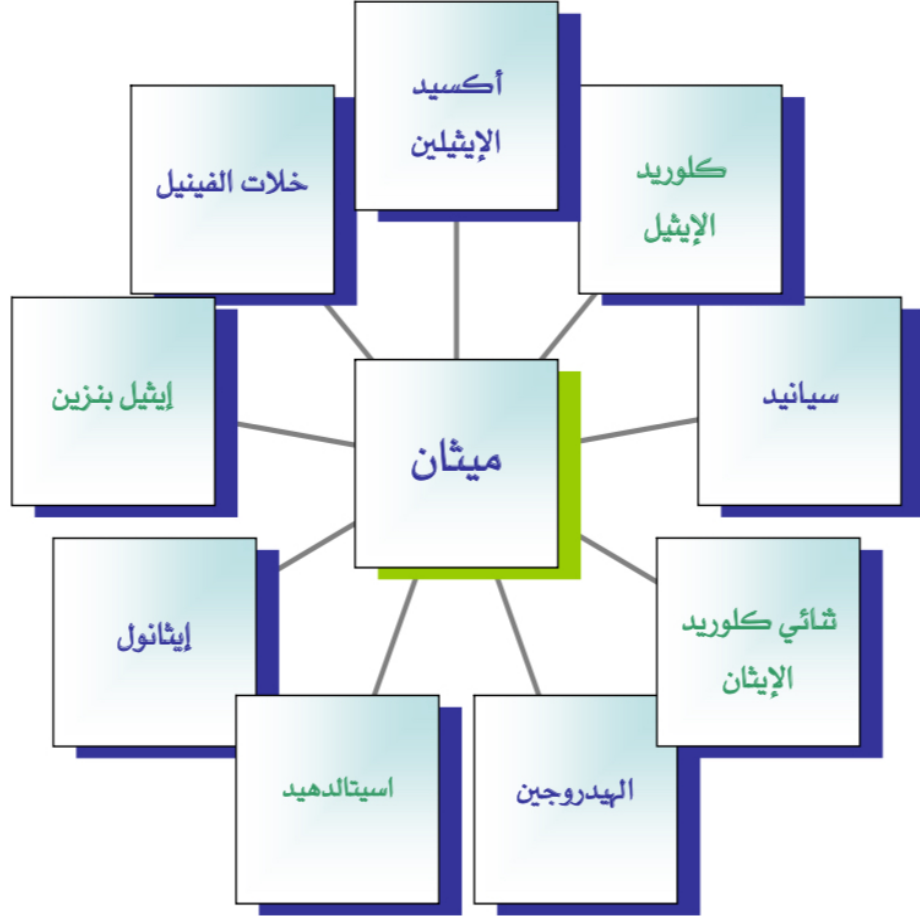 أكسيد
الإيثيلين
كلوريد
الإيثيل
سيانيد
ثنائي كلوريد
الإيثان
الهيدروجين
اسيتالدهيد
إيثانول
إيثيل بنزين
خلات الفينيل
ميثان